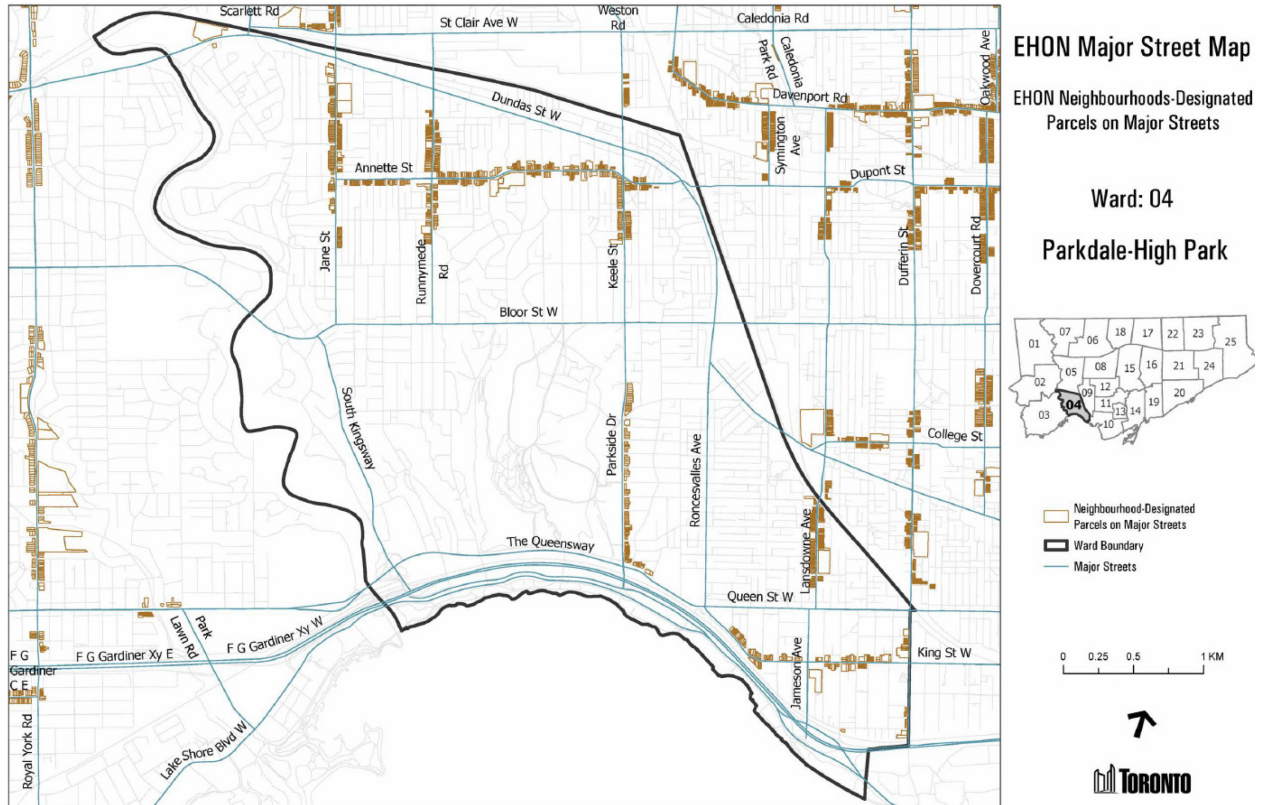 Scarlett Rd
St Clair Ave W
Weston
Rd
Caledonia Rd
Caledonia
Park Rd
Oakwood Ave
Dundas St W
Davenport Rd
Symington
Ave
Annette St
Dupont St
Jane St
Runnymede
Rd
Keele St
Dufferin St
Dovercourt Rd
Bloor St W
South Kingsway
Parkside Dr
Roncesvalles Ave
College St
Lansdowne Ave
The Queensway
Queen St W
Park
Lawn Rd
F G Gardiner Xy W
F G Gardiner Xy E
F G
Gardiner
C E
Jameson Ave
King St W
Royal York Rd
Lake Shore Blvd W
EHON Major Street Map
EHON Neighbourhoods-Designated
Parcels on Major Streets
Ward: 04
Parkdale-High Park
01
07
06
18
17
22
23
25
05
08
15
16
21
24
02
09
12
03
04
11
13
10
14
19
20
Neighbourhood-Designated
Parcels on Major Streets
Ward Boundary
Major Streets
0 0.25 0.5 1 KM
TORONTO